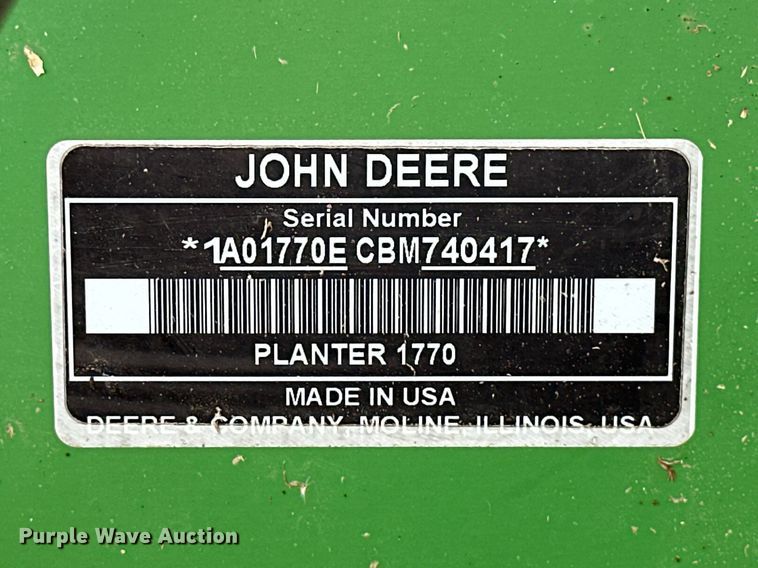 JOHN DEERE
Serial Number
*1A01770E CBM740417*
PLANTER 1770
MADE IN USA
DEERE & COMPANY, MOLINE, ILLINOIS, USA
Purple Wave Auction